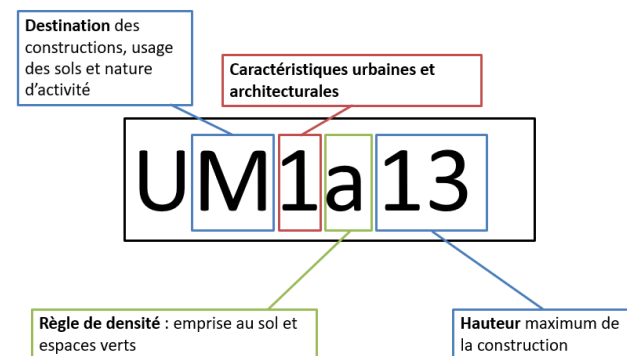 Destination des
constructions, usage
des sols et nature
d’activité
Caractéristiques urbaines et
architecturales
UM1a13
Règle de densité : emprise au sol et
espaces verts
Hauteur maximum de
la construction